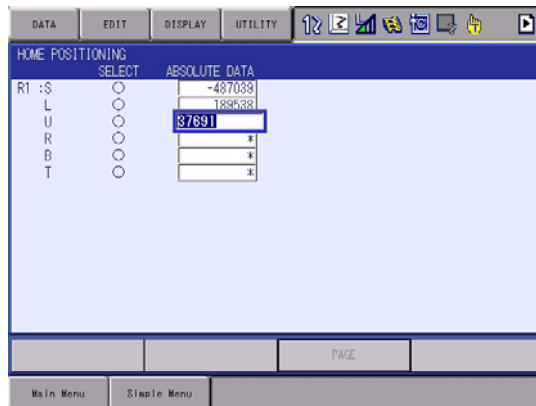 DATA EDIT DISPLAY UTILITY
HOME POSITIONING
SELECT ABSOLUTE DATA
R1 :S -487039
L 189538
U 37691
R *
B *
T *
PAGE
Main Menu Simple Menu